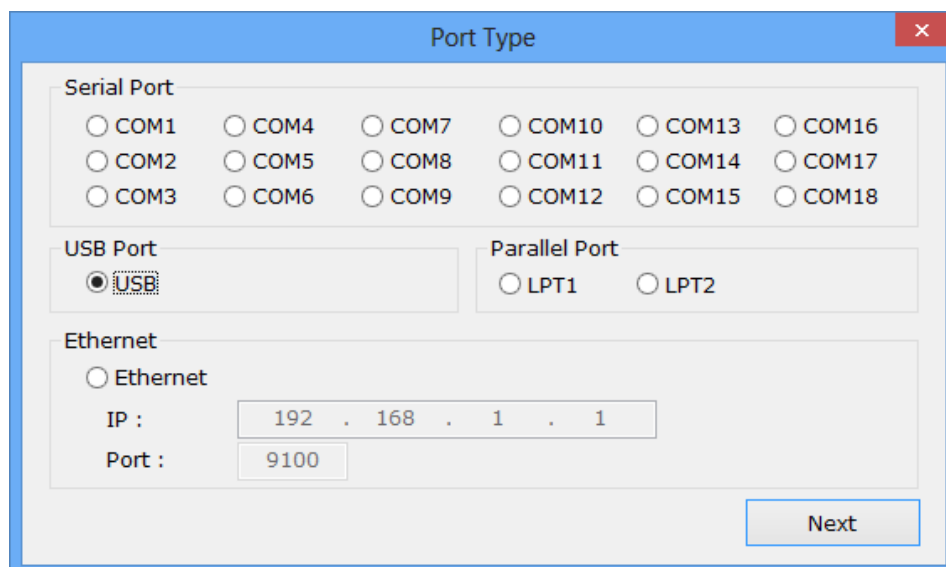 Port Type
Serial Port
COM1 COM4 COM7 COM10 COM13 COM16
COM2 COM5 COM8 COM11 COM14 COM17
COM3 COM6 COM9 COM12 COM15 COM18
USB Port Parallel Port
USB LPT1 LPT2
Ethernet
Ethernet
IP : 192 . 168 . 1 . 1
Port : 9100
Next